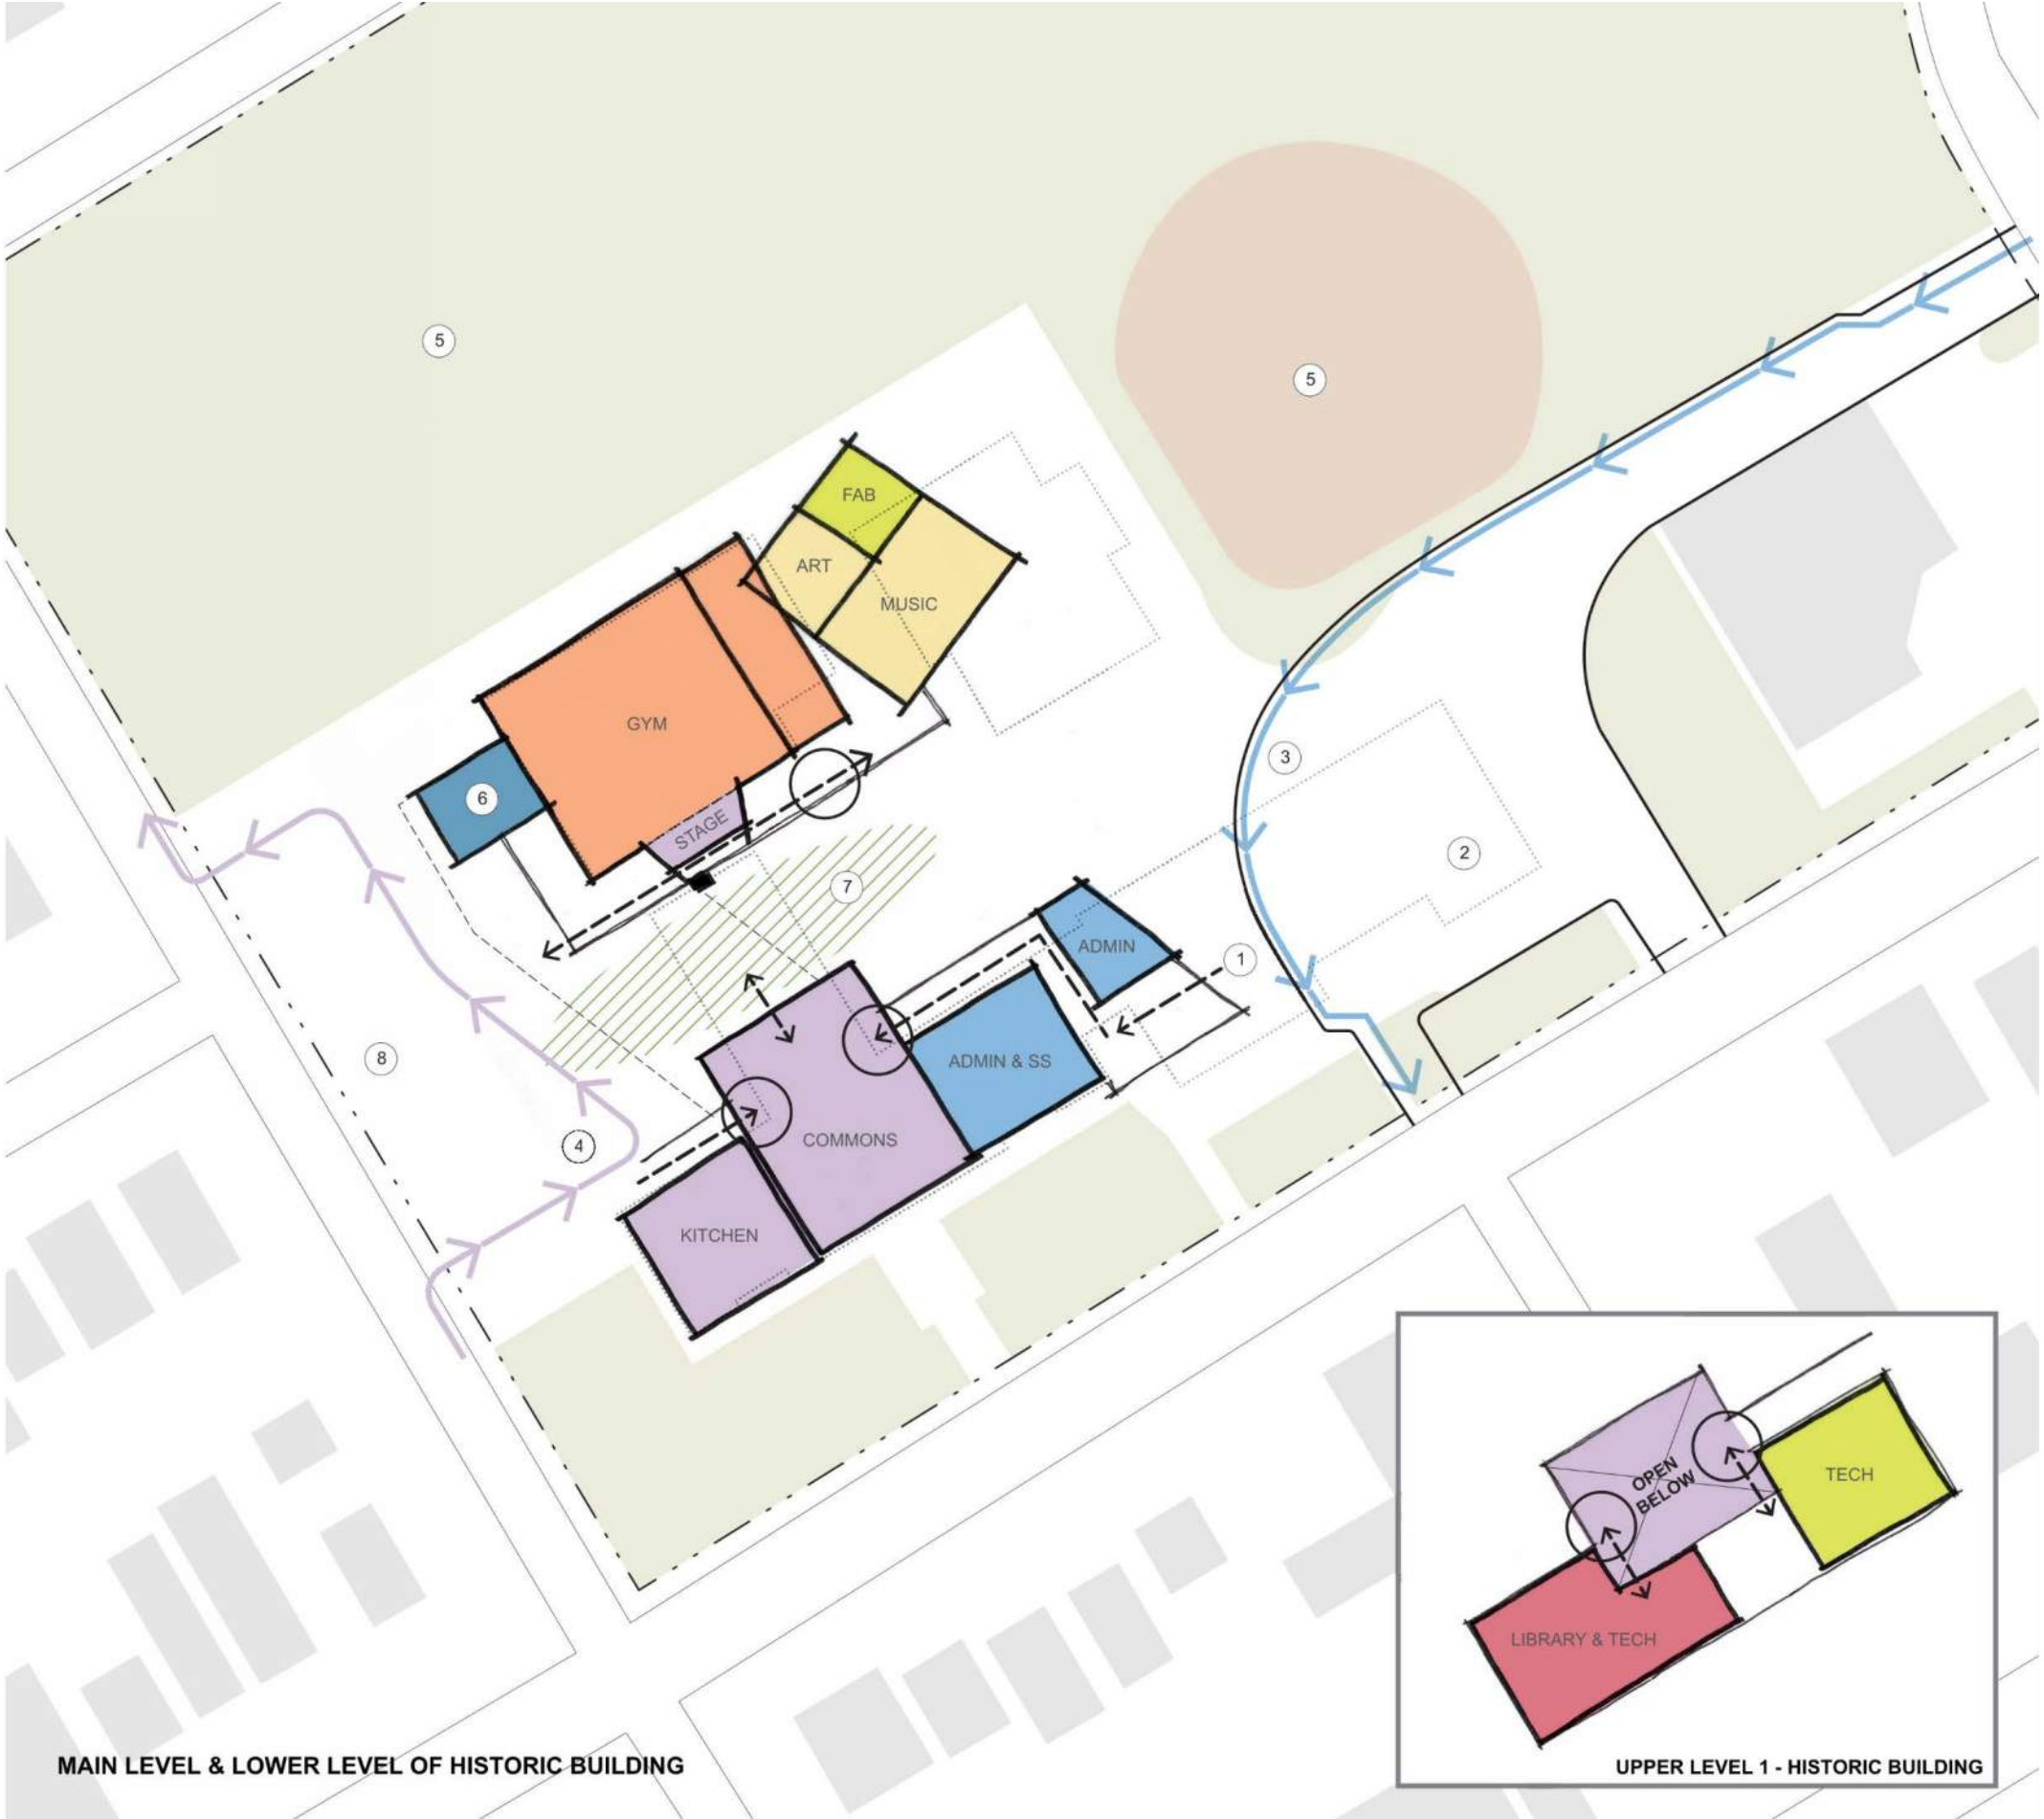 5
5
FAB
ART
MUSIC
GYM
6
STAGE
3
2
7
ADMIN
1
8
ADMIN & SS
4
COMMONS
KITCHEN
OPEN
BELOW
TECH
LIBRARY & TECH
MAIN LEVEL & LOWER LEVEL OF HISTORIC BUILDING
UPPER LEVEL 1 - HISTORIC BUILDING